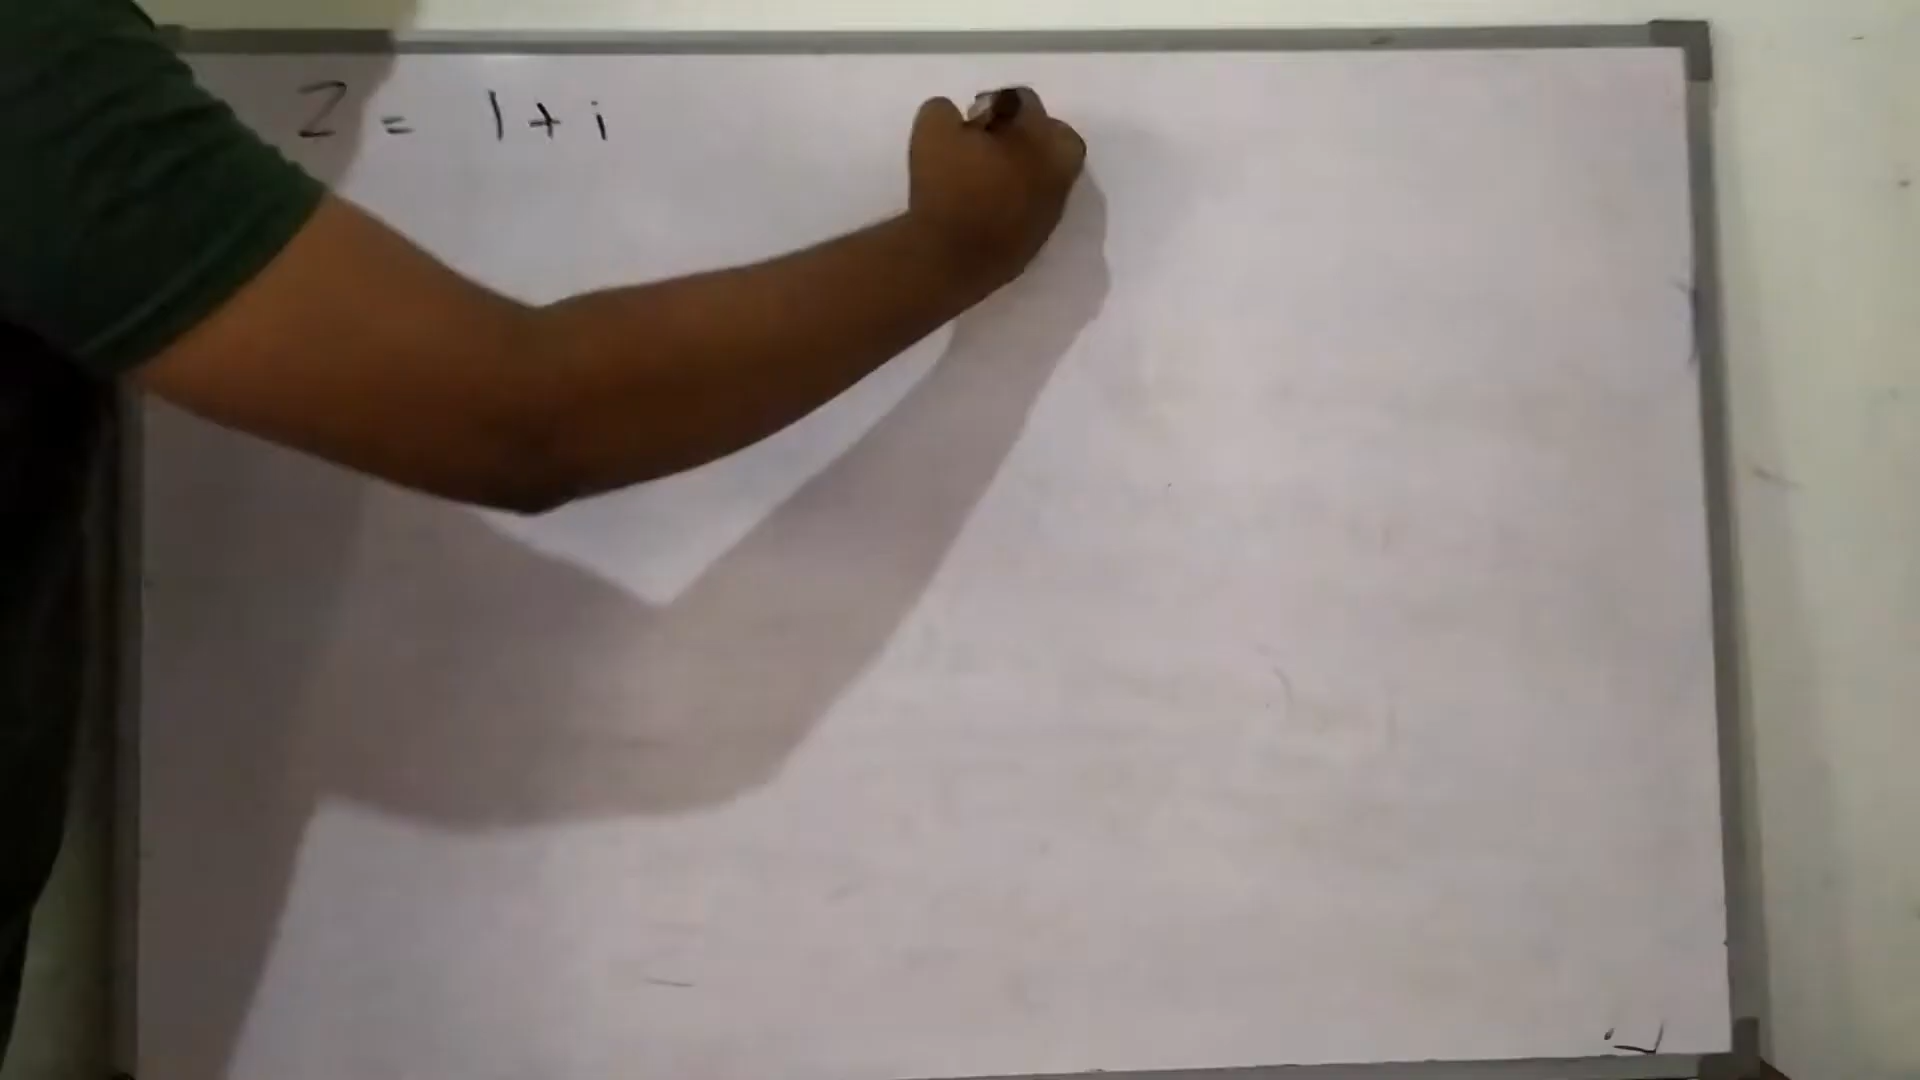 Z = 1 + i